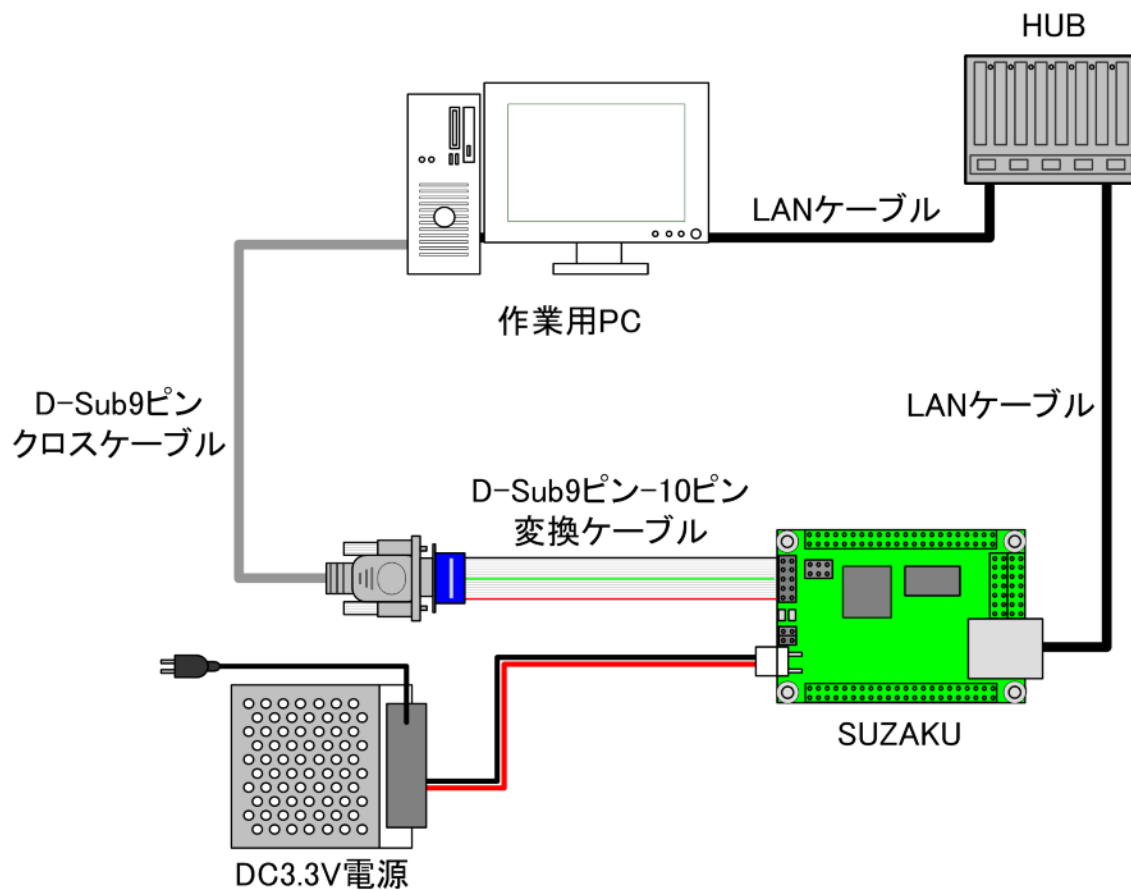 HUB
LANケーブル
作業用PC
D-Sub9ピン
クロスケーブル
LANケーブル
D-Sub9ピン-10ピン
変換ケーブル
SUZAKU
DC3.3V電源